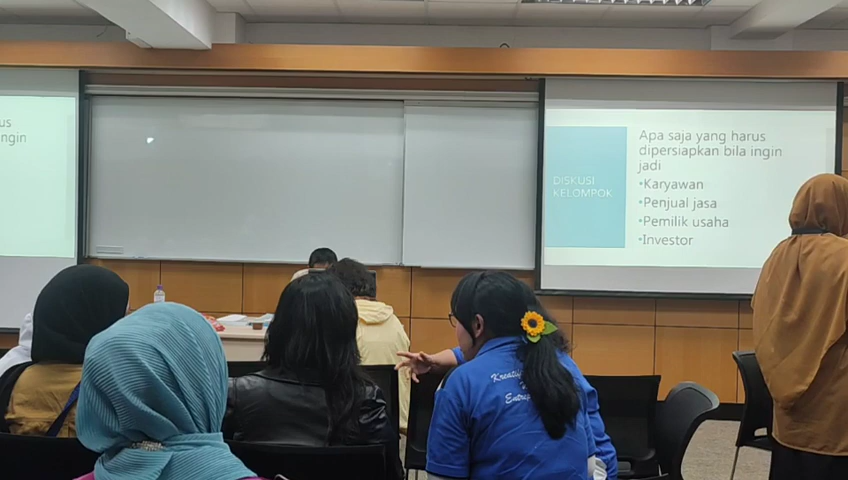 us
ngin
DISKUSI
KELOMPOK
Apa saja yang harus
dipersiapkan bila ingin
jadi
•Karyawan
•Penjual jasa
•Pemilik usaha
•Investor